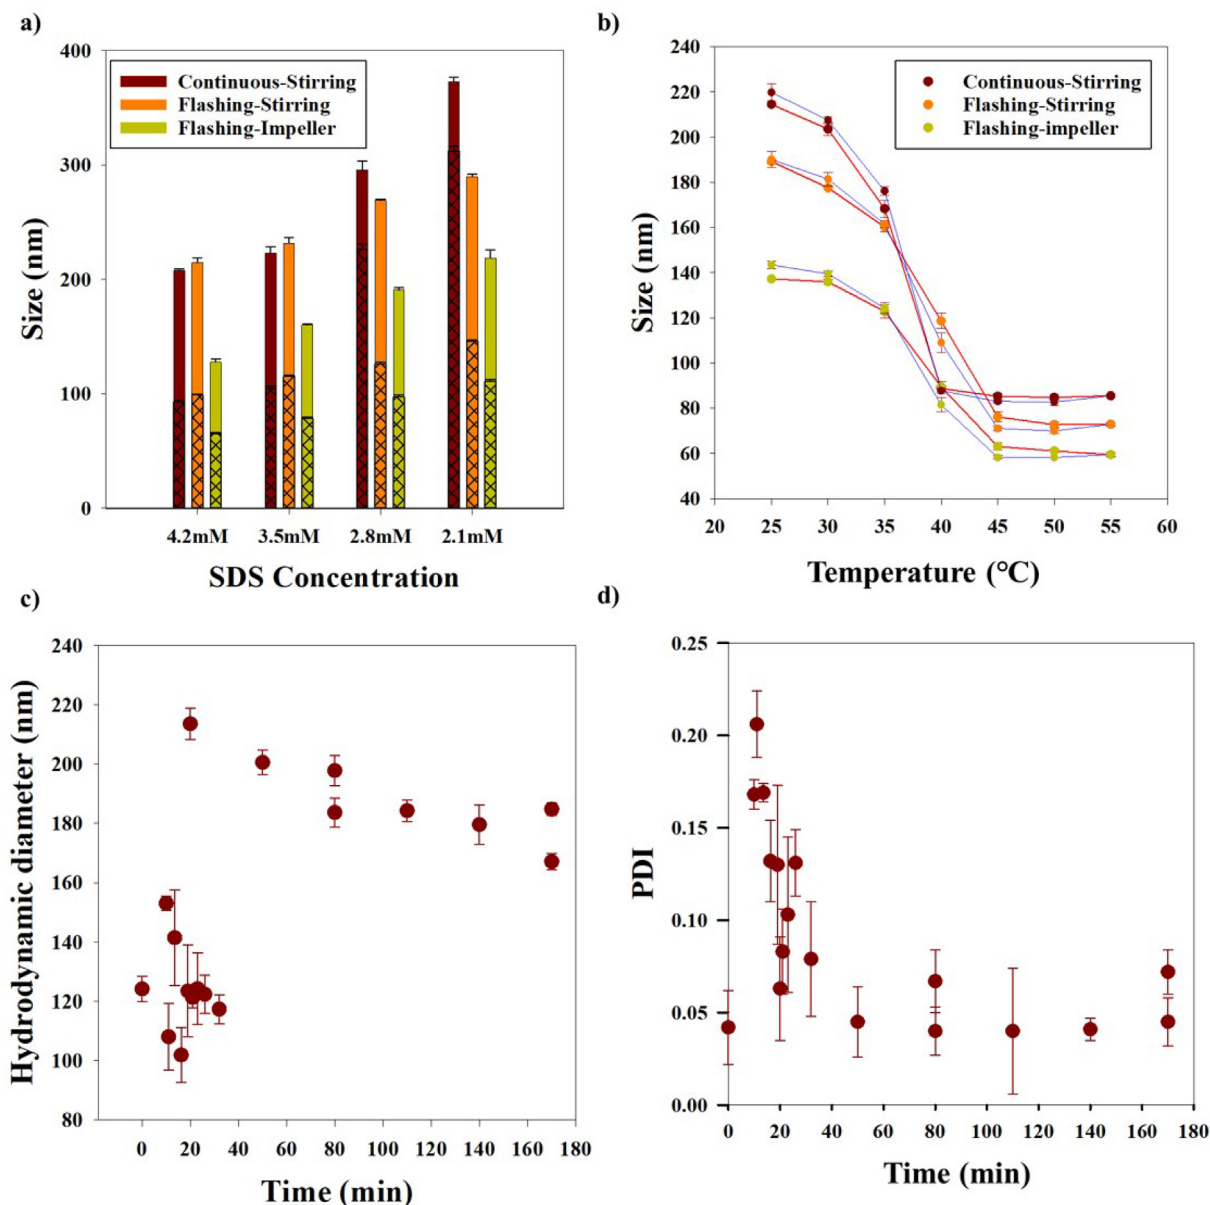 a)
400
300
200
100
0
Size (nm)
Continuous-Stirring
Flashing-Stirring
Flashing-Impeller
4.2mM 3.5mM 2.8mM 2.1mM
SDS Concentration
b)
240
220
200
180
160
140
120
100
80
60
40
Size (nm)
Continuous-Stirring
Flashing-Stirring
Flashing-impeller
20 25 30 35 40 45 50 55 60
Temperature (°C)
c)
240
220
200
180
160
140
120
100
80
Hydrodynamic diameter (nm)
0 20 40 60 80 100 120 140 160 180
Time (min)
d)
0.25
0.20
0.15
0.10
0.05
0.00
PDI
0 20 40 60 80 100 120 140 160 180
Time (min)